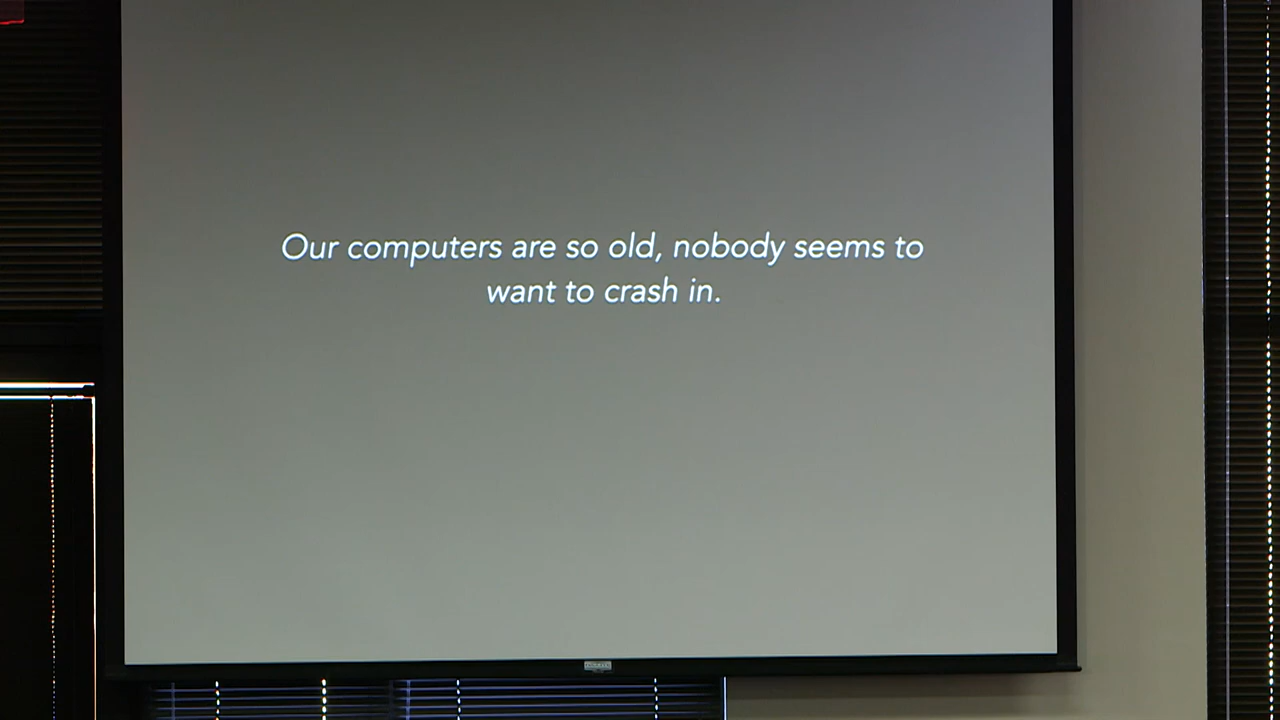 Our computers are so old, nobody seems to
want to crash in.